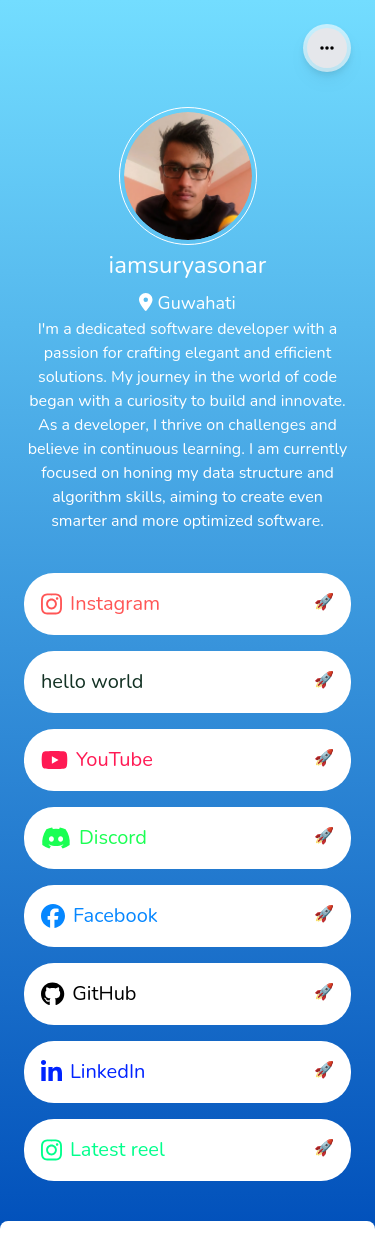 iamsuryasonar
Guwahati
I'm a dedicated software developer with a
passion for crafting elegant and efficient
solutions. My journey in the world of code
began with a curiosity to build and innovate.
As a developer, I thrive on challenges and
believe in continuous learning. I am currently
focused on honing my data structure and
algorithm skills, aiming to create even
smarter and more optimized software.
Instagram
hello world
YouTube
Discord
Facebook
GitHub
LinkedIn
Latest reel